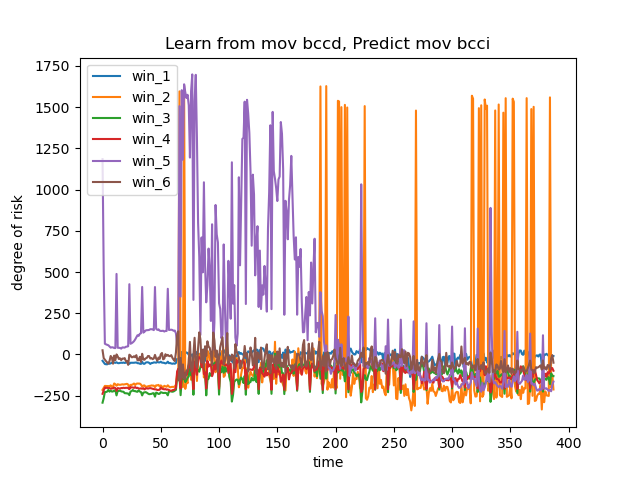 Learn from mov bccd, Predict mov bcci
degree of risk
1750
1500
1250
1000
750
500
250
0
−250
win_1
win_2
win_3
win_4
win_5
win_6
0 50 100 150 200 250 300 350 400
time